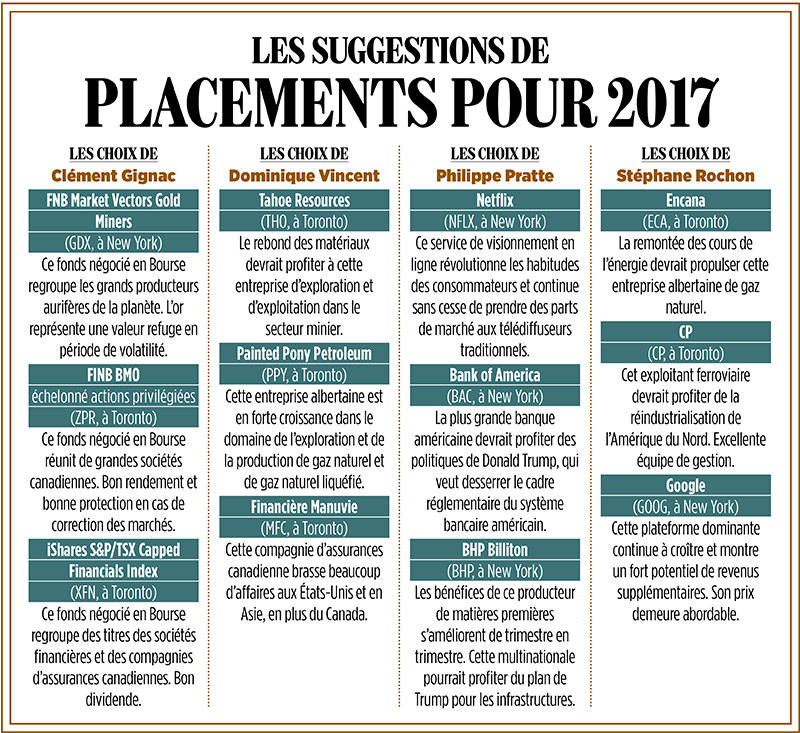 LES SUGGESTIONS DE
PLACEMENTS POUR 2017
LES CHOIX DE
Clément Gignac
FNB Market Vectors Gold
Miners
(GDX, à New York)
Ce fonds négocié en Bourse
regroupe les grands producteurs
aurifères de la planète. L'or
représente une valeur refuge en
période de volatilité.
FINB BMO
échelonné actions privilégiées
(ZPR, à Toronto)
Ce fonds négocié en Bourse
réunit de grandes sociétés
canadiennes. Bon rendement et
bonne protection en cas de
correction des marchés.
iShares S&P/TSX Capped
Financials Index
(XFN, à Toronto)
Ce fonds négocié en Bourse
regroupe des titres des sociétés
financières et des compagnies
d'assurances canadiennes. Bon
dividende.
LES CHOIX DE
Dominique Vincent
Tahoe Resources
(THO, à Toronto)
Le rebond des matériaux
devrait profiter à cette
entreprise d'exploration et
d'exploitation dans le
secteur minier.
Painted Pony Petroleum
(PPY, à Toronto)
Cette entreprise albertaine est
en forte croissance dans le
domaine de l'exploration et de
la production de gaz naturel et
de gaz naturel liquéfié.
Financière Manuvie
(MFC, à Toronto)
Cette compagnie d'assurances
canadienne brasse beaucoup
d'affaires aux États-Unis et en
Asie, en plus du Canada.
LES CHOIX DE
Philippe Pratte
Netflix
(NFLX, à New York)
Ce service de visionnement en
ligne révolutionne les habitudes
des consommateurs et continue
sans cesse de prendre des parts
de marché aux télédiffuseurs
traditionnels.
Bank of America
(BAC, à New York)
La plus grande banque
américaine devrait profiter des
politiques de Donald Trump, qui
veut desserrer le cadre
réglementaire du système
bancaire américain.
BHP Billiton
(BHP, à New York)
Les bénéfices de ce producteur
de matières premières
s'améliorent de trimestre en
trimestre. Cette multinationale
pourrait profiter du plan de
Trump pour les infrastructures.
LES CHOIX DE
Stéphane Rochon
Encana
(ECA, à Toronto)
La remontée des cours de
l'énergie devrait propulser cette
entreprise albertaine de gaz
naturel.
CP
(CP, à Toronto)
Cet exploitant ferroviaire
devrait profiter de la
réindustrialisation de
l'Amérique du Nord. Excellente
équipe de gestion.
Google
(GOOG, à New York)
Cette plateforme dominante
continue à croître et montre
un fort potentiel de revenus
supplémentaires. Son prix
demeure abordable.